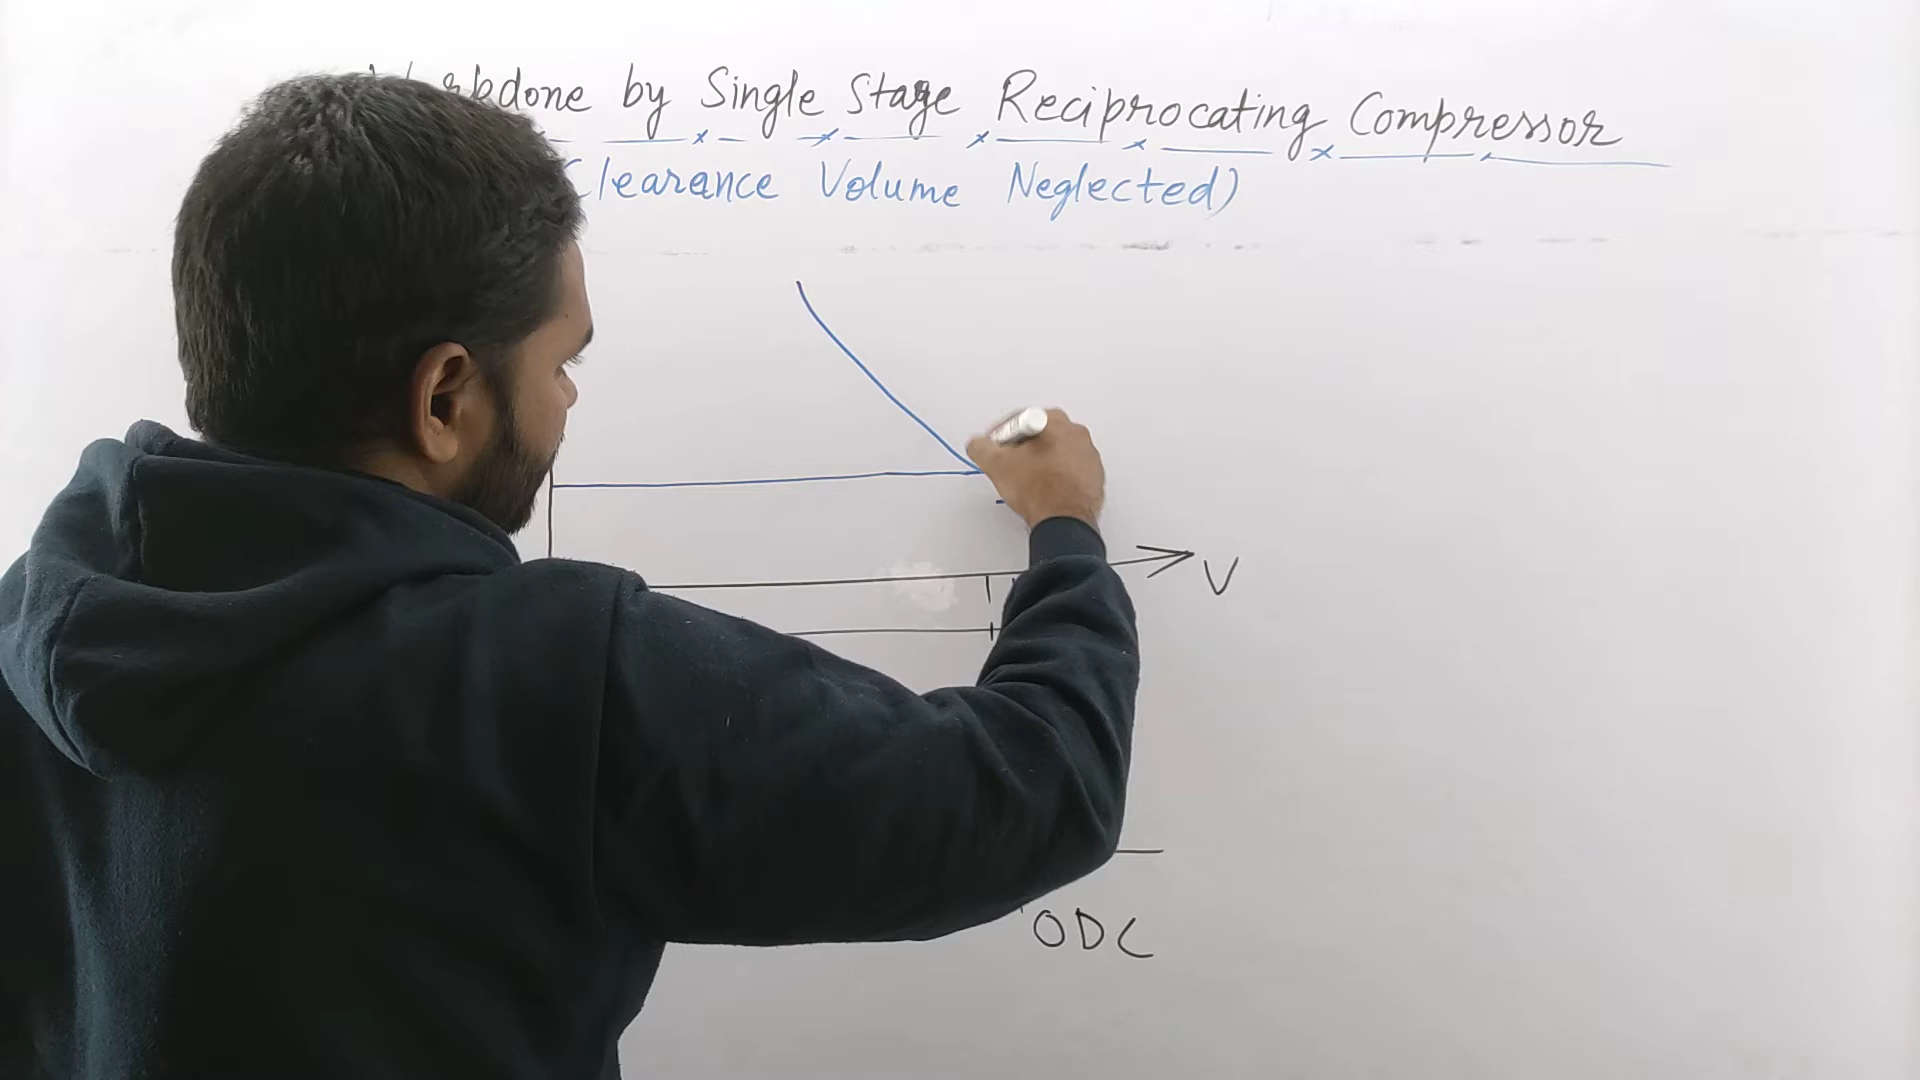 by Single Stage Reciprocating Compressor
Clearance Volume Neglected)
V
ODC